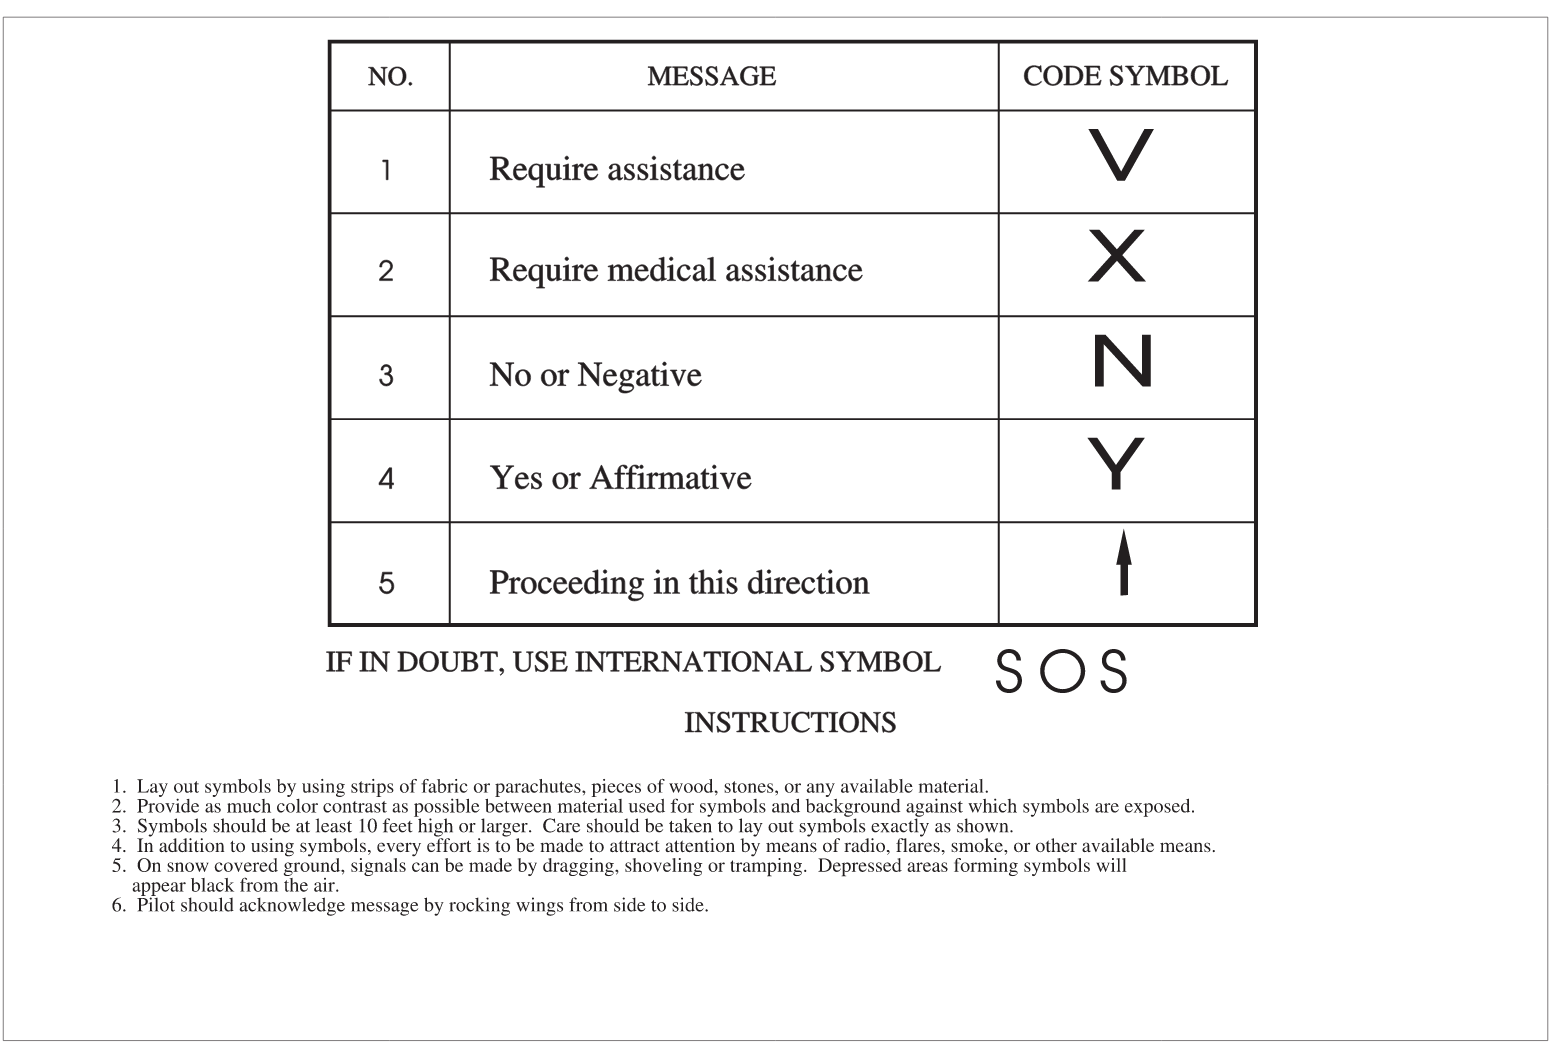 NO. MESSAGE CODE SYMBOL
1 Require assistance V
2 Require medical assistance X
3 No or Negative N
4 Yes or Affirmative Y
5 Proceeding in this direction
IF IN DOUBT, USE INTERNATIONAL SYMBOL SOS
INSTRUCTIONS
1. Lay out symbols by using strips of fabric or parachutes, pieces of wood, stones, or any available material.
2. Provide as much color contrast as possible between material used for symbols and background against which symbols are exposed.
3. Symbols should be at least 10 feet high or larger. Care should be taken to lay out symbols exactly as shown.
4. In addition to using symbols, every effort is to be made to attract attention by means of radio, flares, smoke, or other available means.
5. On snow covered ground, signals can be made by dragging, shoveling or tramping. Depressed areas forming symbols will
appear black from the air.
6. Pilot should acknowledge message by rocking wings from side to side.